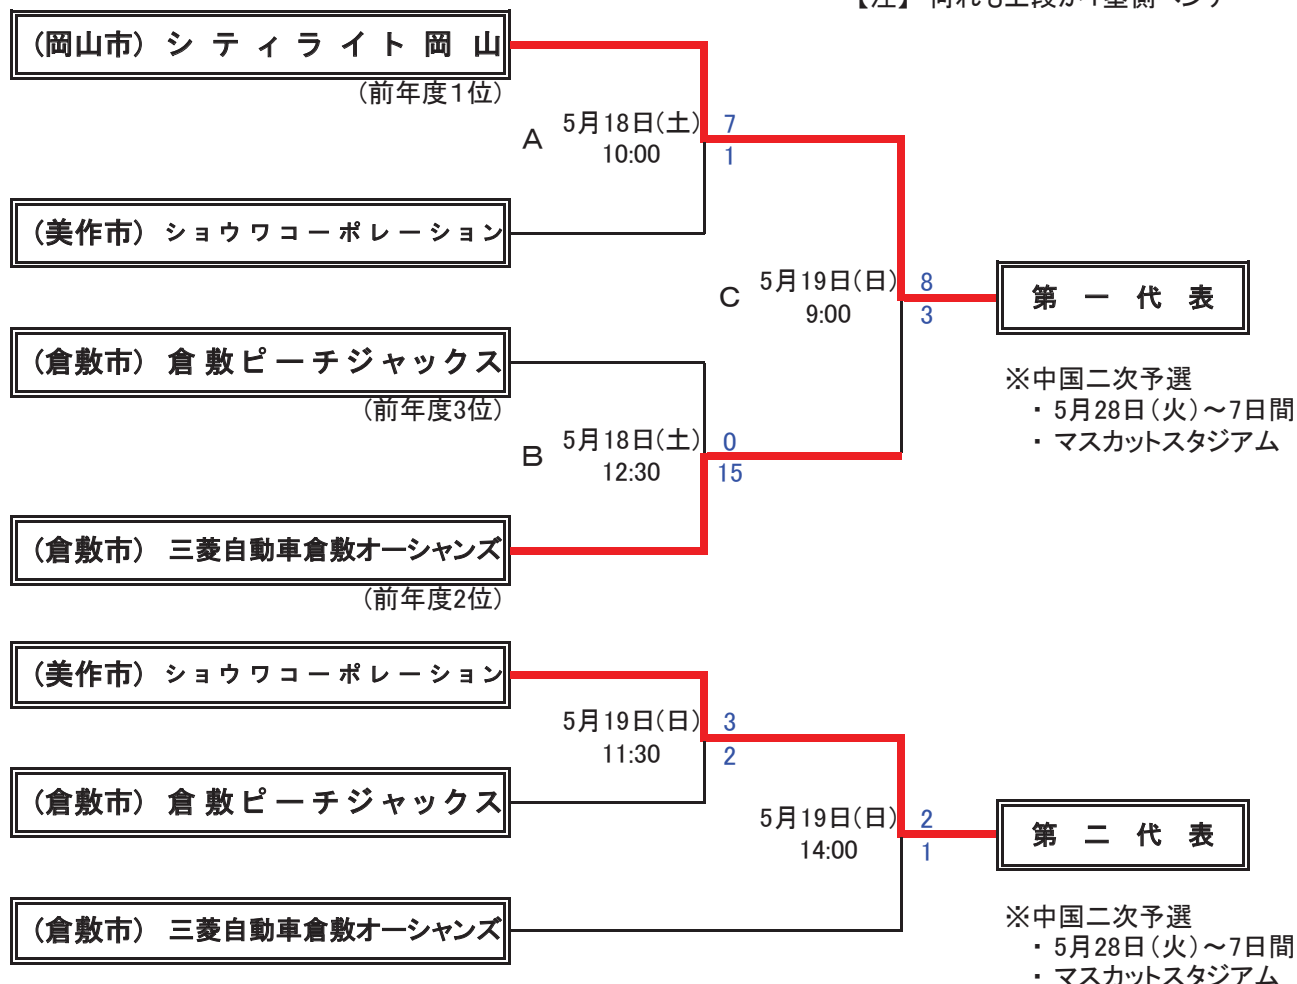 (岡山市) シティライト岡山
(前年度1位)
A 5月18日(土) 7
10:00 1
(美作市) ショウワコーポレーション
C 5月19日(日) 8
9:00 3
第一代表
(倉敷市) 倉敷ピーチジャックス
(前年度3位)
※中国二次予選
・ 5月28日(火)~7日間
・ マスカットスタジアム
B 5月18日(土) 0
12:30 15
(倉敷市) 三菱自動車倉敷オーシャンズ
(前年度2位)
(美作市) ショウワコーポレーション
5月19日(日) 3
11:30 2
(倉敷市) 倉敷ピーチジャックス
5月19日(日) 2
14:00 1
第二代表
(倉敷市) 三菱自動車倉敷オーシャンズ
※中国二次予選
・ 5月28日(火)~7日間
・ マスカットスタジアム